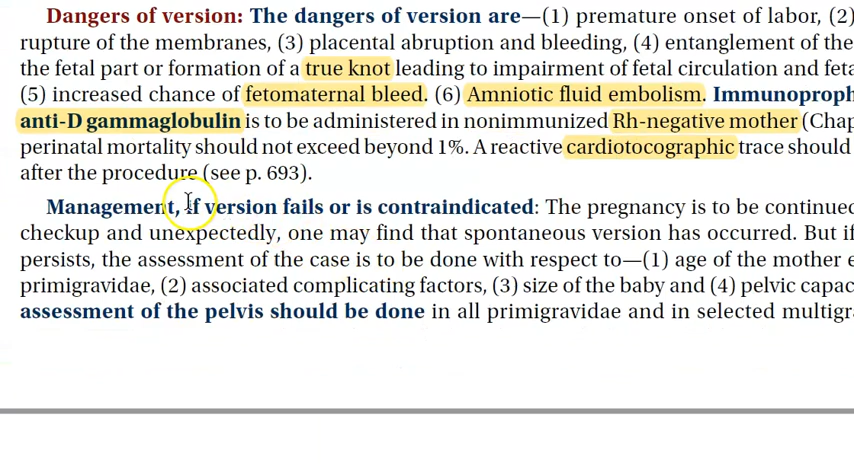 Dangers of version: The dangers of version are—(1) premature onset of labor, (2)
rupture of the membranes, (3) placental abruption and bleeding, (4) entanglement of the
the fetal part or formation of a true knot leading to impairment of fetal circulation and feta
(5) increased chance of fetomaternal bleed. (6) Amniotic fluid embolism. Immunoproph
anti-D gammaglobulin is to be administered in nonimmunized Rh-negative mother (Chap
perinatal mortality should not exceed beyond 1%. A reactive cardiotocographic trace should
after the procedure (see p. 693).
Management, if version fails or is contraindicated: The pregnancy is to be continued
checkup and unexpectedly, one may find that spontaneous version has occurred. But if
persists, the assessment of the case is to be done with respect to—(1) age of the mother e
primigravidae, (2) associated complicating factors, (3) size of the baby and (4) pelvic capac
assessment of the pelvis should be done in all primigravidae and in selected multigr